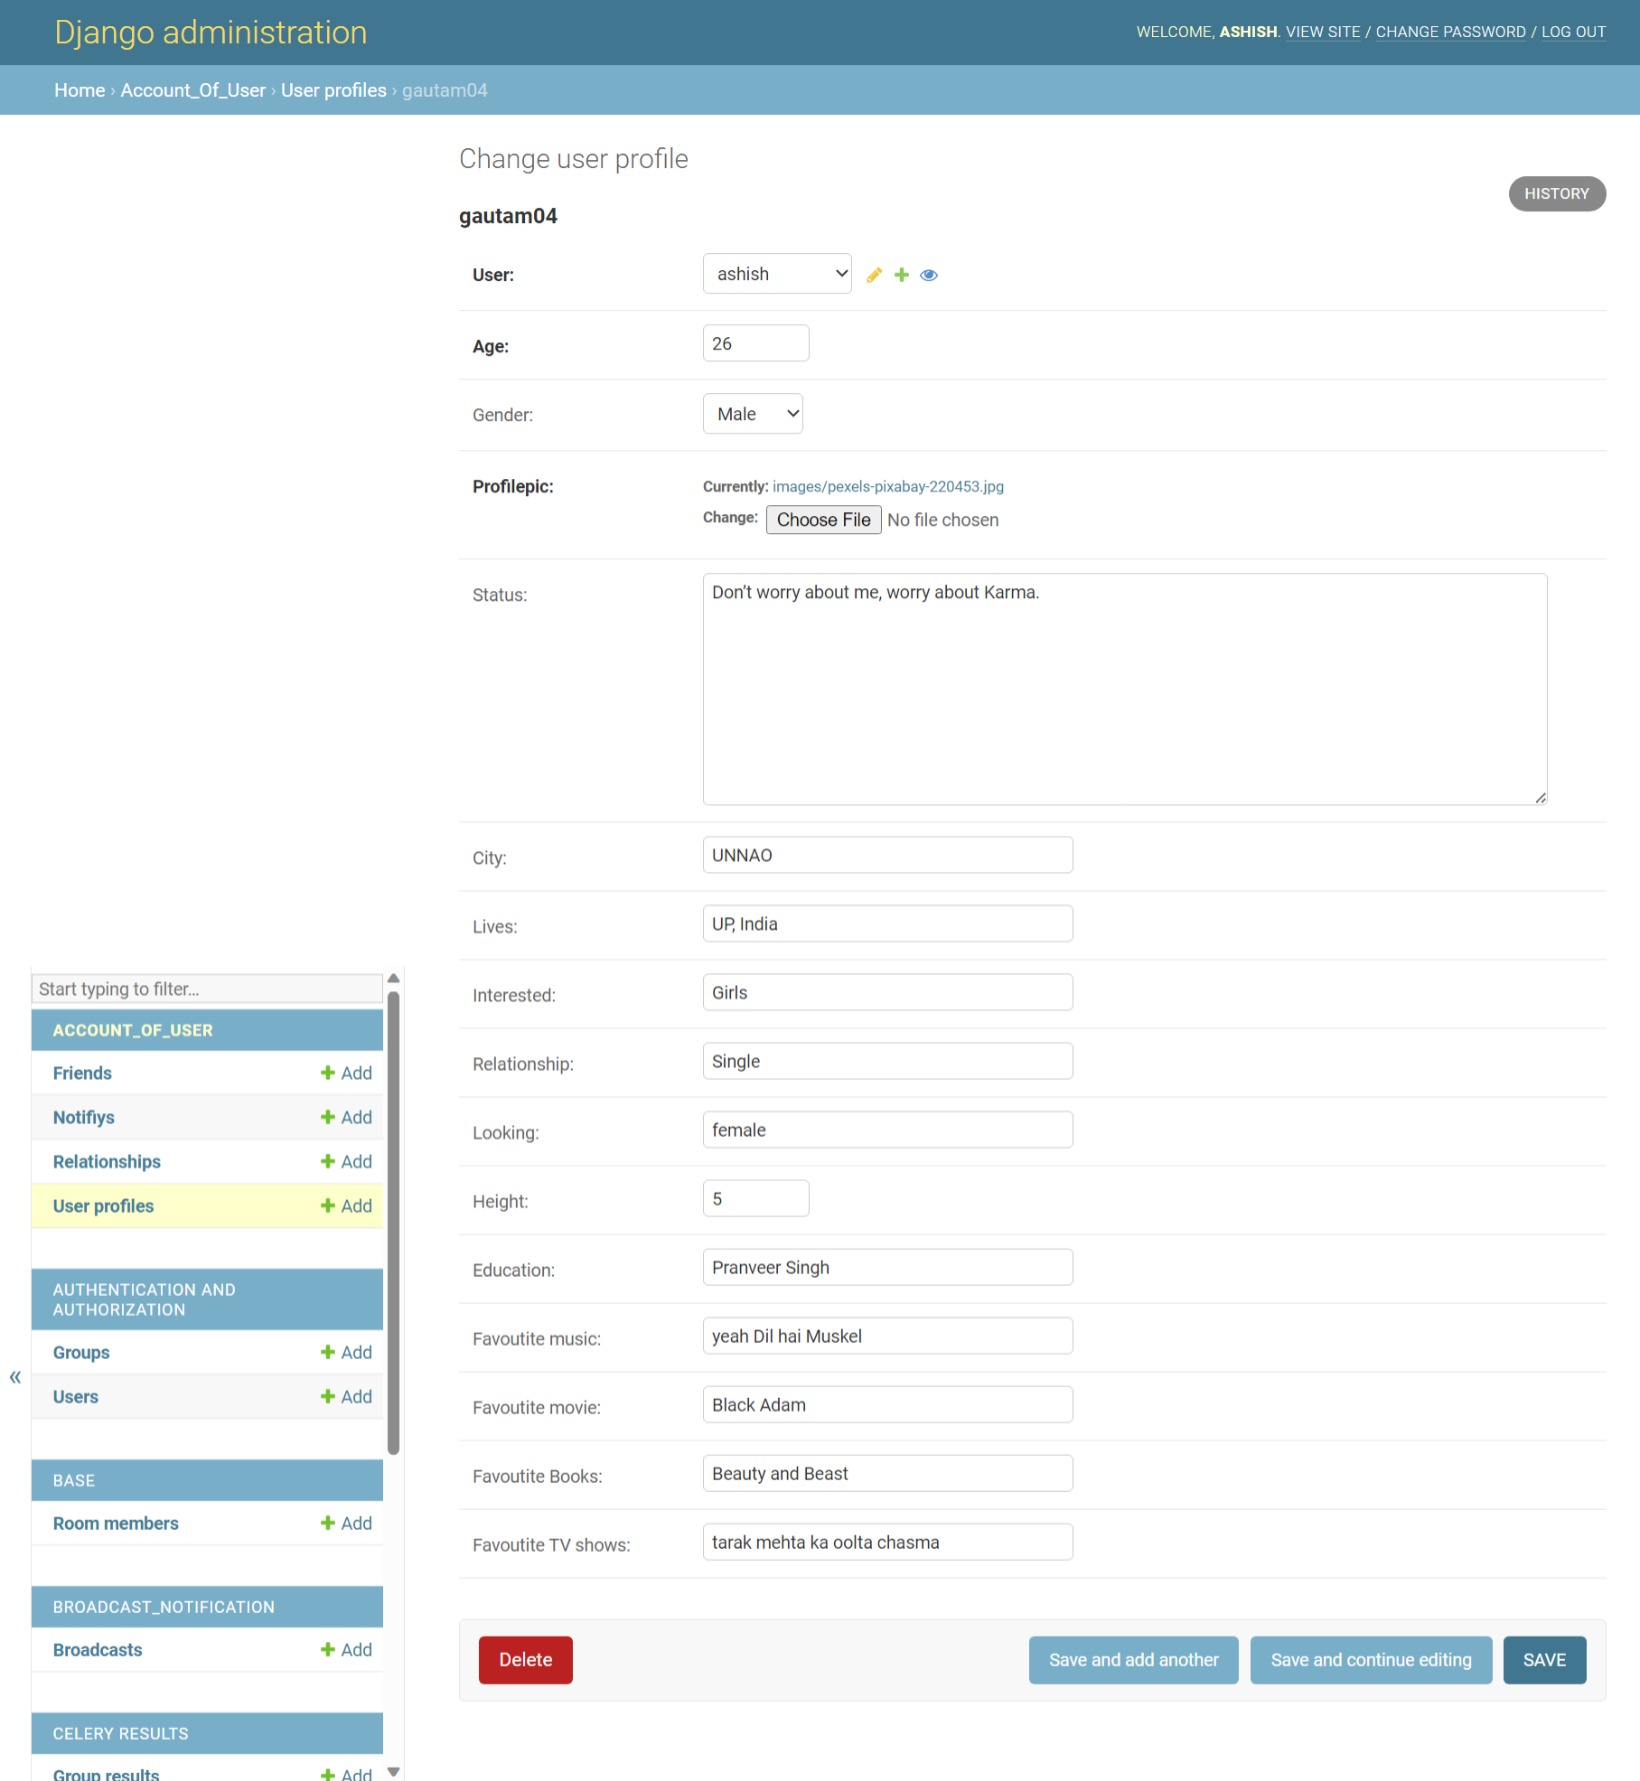 Django administration
WELCOME, ASHISH. VIEW SITE / CHANGE PASSWORD / LOG OUT
Home › Account_Of_User › User profiles › gautam04
Change user profile
HISTORY
gautam04
User: ashish
Age: 26
Gender: Male
Profilepic: Currently: images/pexels-pixabay-220453.jpg
Change: Choose File No file chosen
Status: Don't worry about me, worry about Karma.
City: UNNAO
Lives: UP, India
Interested: Girls
Relationship: Single
Looking: female
Height: 5
Education: Pranveer Singh
Favoutite music: yeah Dil hai Muskel
Favoutite movie: Black Adam
Favoutite Books: Beauty and Beast
Favoutite TV shows: tarak mehta ka oolta chasma
Delete
Save and add another
Save and continue editing
SAVE
Start typing to filter...
ACCOUNT_OF_USER
Friends Add
Notifiys Add
Relationships Add
User profiles Add
AUTHENTICATION AND
AUTHORIZATION
Groups Add
Users Add
«
BASE
Room members Add
BROADCAST_NOTIFICATION
Broadcasts Add
CELERY RESULTS
Group results Add